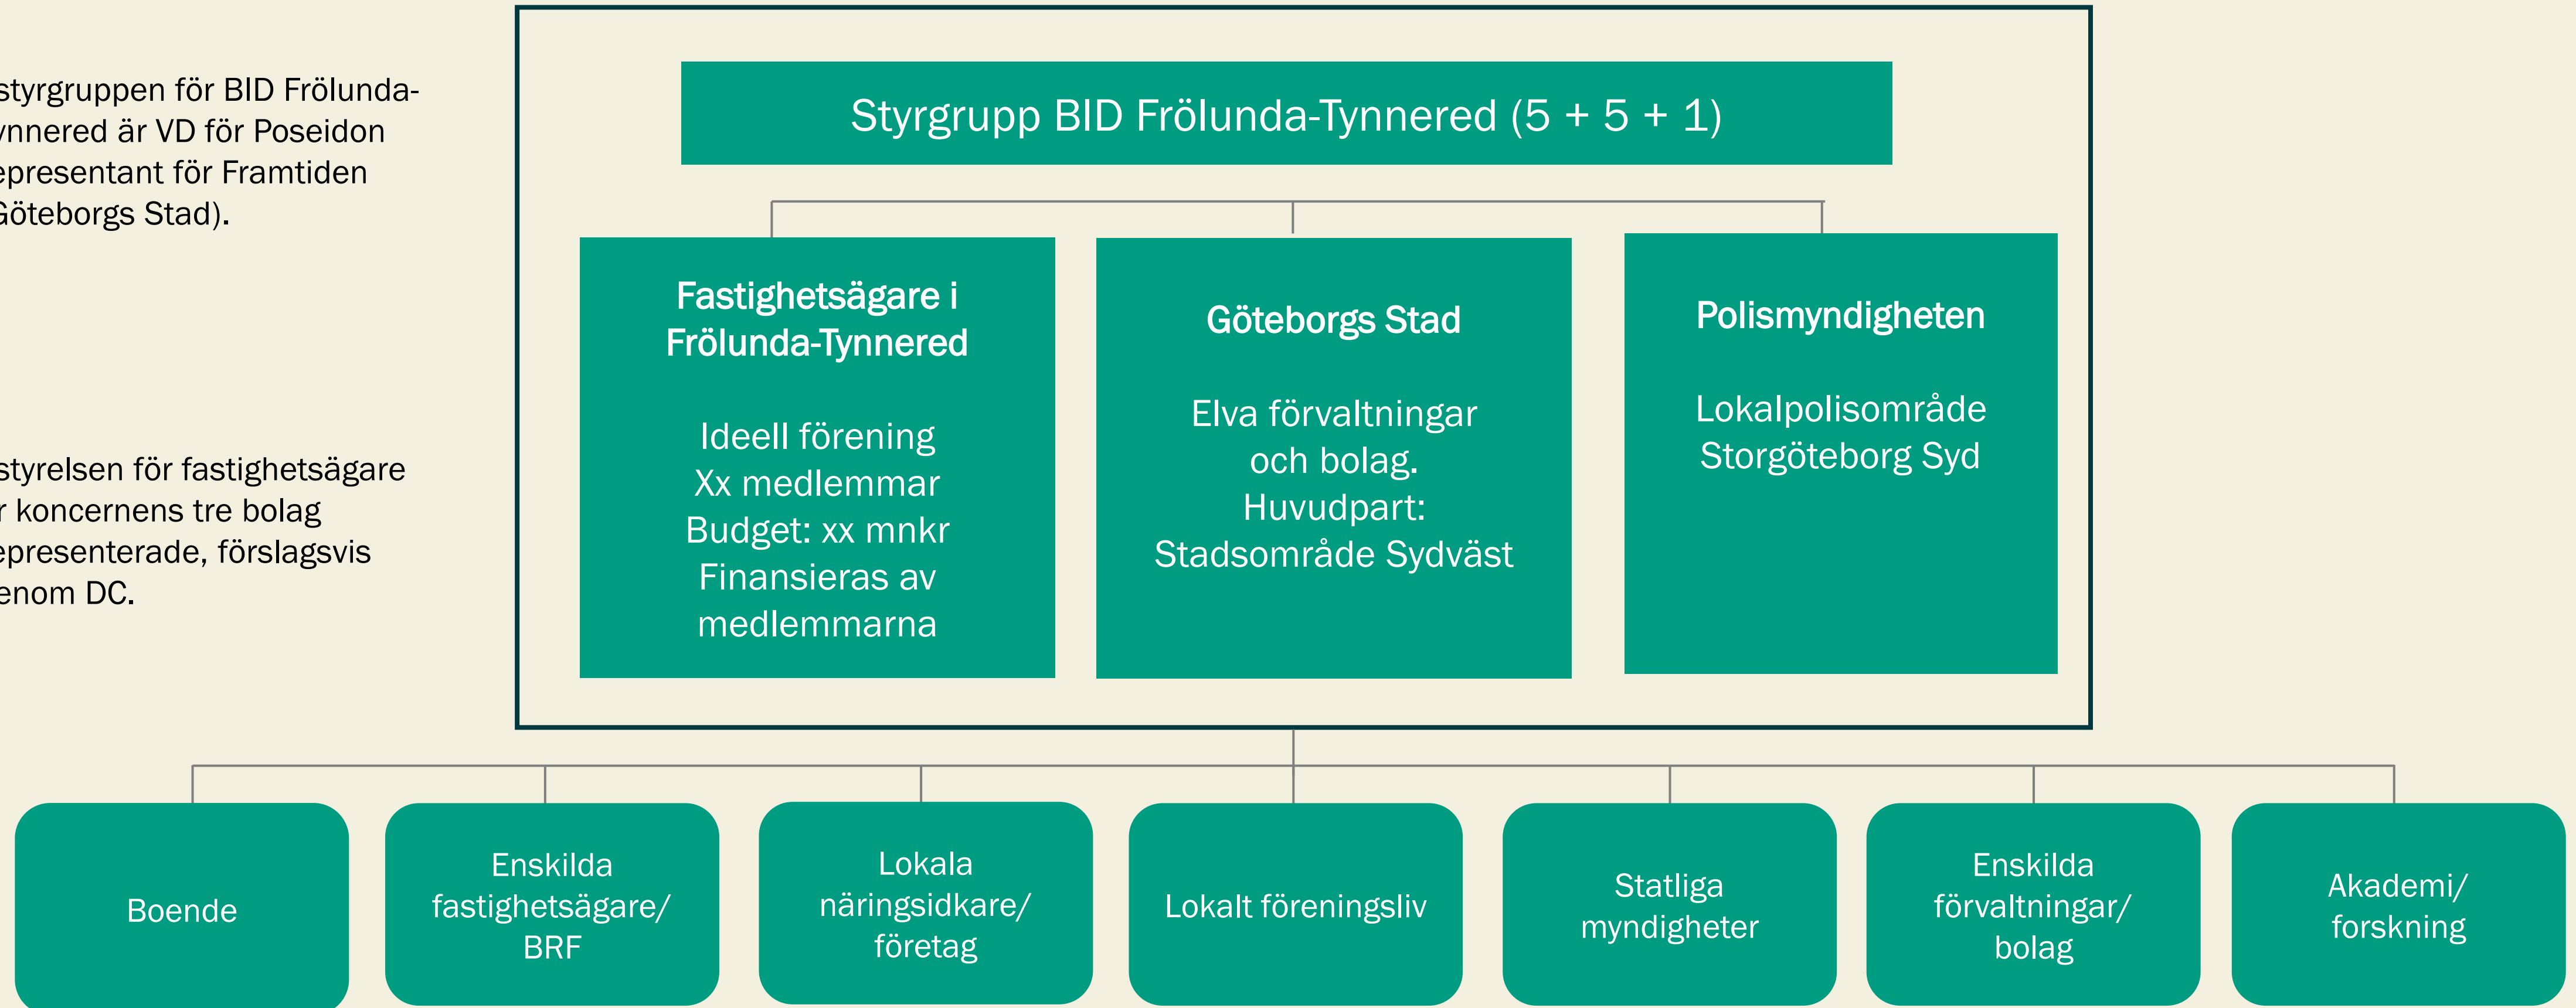 styrgruppen för BID Frölunda-
ynnered är VD för Poseidon
epresentant för Framtiden
Göteborgs Stad).
styrelsen för fastighetsägare
r koncernens tre bolag
epresenterade, förslagsvis
enom DC.
Styrgrupp BID Frölunda-Tynnered (5 + 5 + 1)
Fastighetsägare i
Frölunda-Tynnered
Ideell förening
Xx medlemmar
Budget: xx mnkr
Finansieras av
medlemmarna
Göteborgs Stad
Elva förvaltningar
och bolag.
Huvudpart:
Stadsområde Sydväst
Polismyndigheten
Lokalpolisområde
Storgöteborg Syd
Boende
Enskilda
fastighetsägare/
BRF
Lokala
näringsidkare/
företag
Lokalt föreningsliv
Statliga
myndigheter
Enskilda
förvaltningar/
bolag
Akademi/
forskning